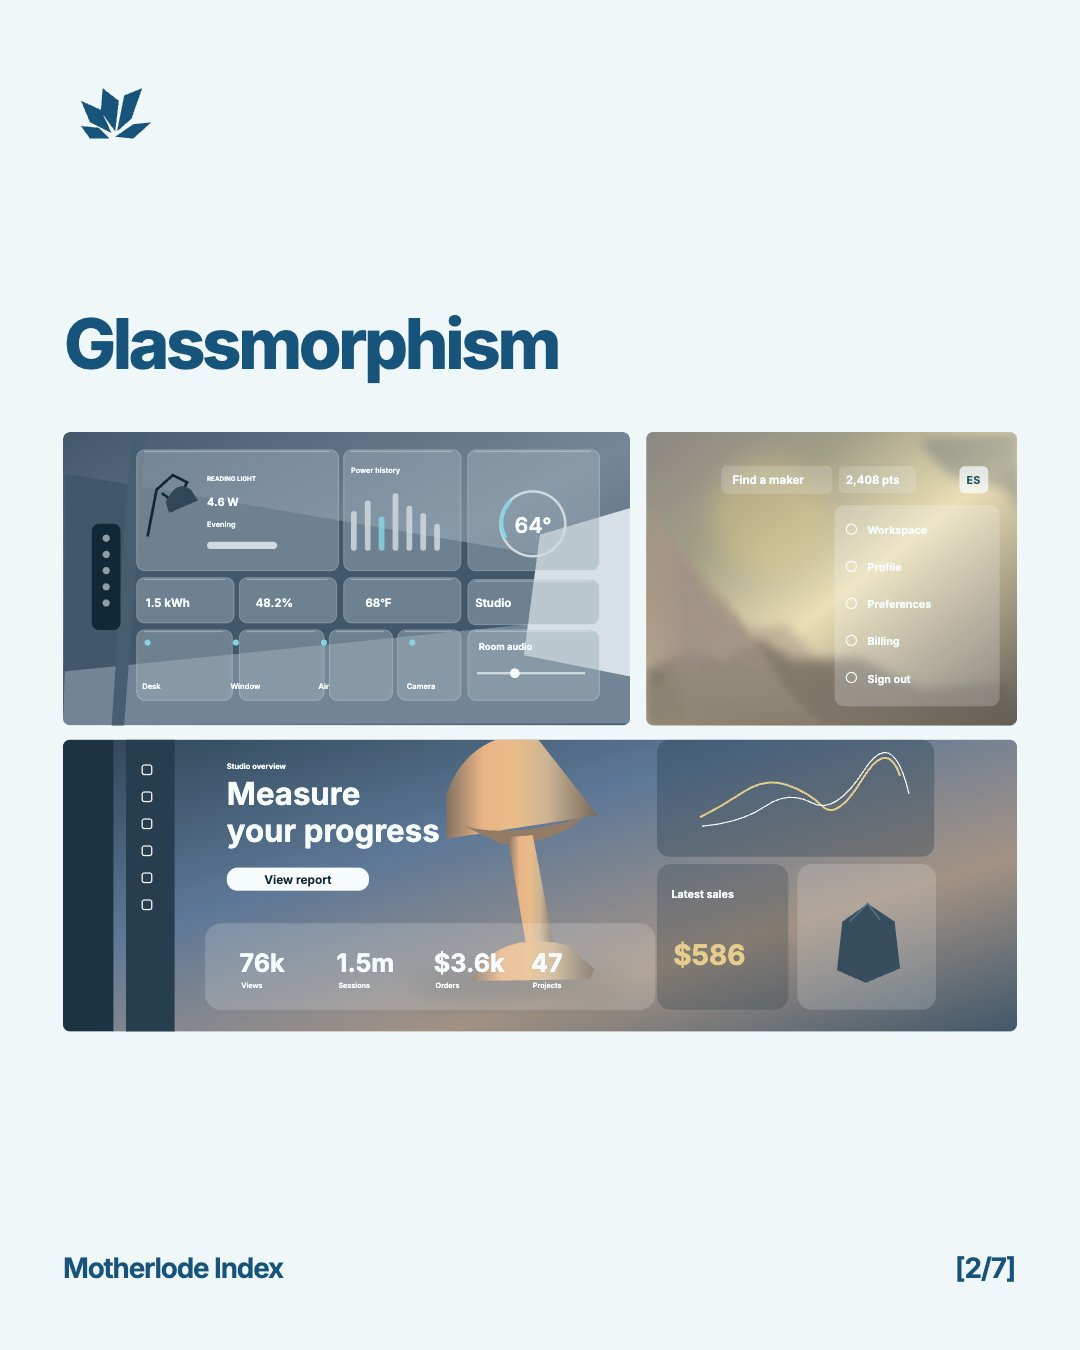 Glassmorphism
READING LIGHT
4.6 W
Evening
Power history
64°
1.5 kWh
48.2%
68°F
Studio
Desk
Window
Air
Camera
Room audio
Find a maker
2,408 pts
ES
Workspace
Profile
Preferences
Billing
Sign out
Studio overview
Measure
your progress
View report
76k
Views
1.5m
Sessions
$3.6k
Orders
47
Projects
Latest sales
$586
Motherlode Index
[2/7]